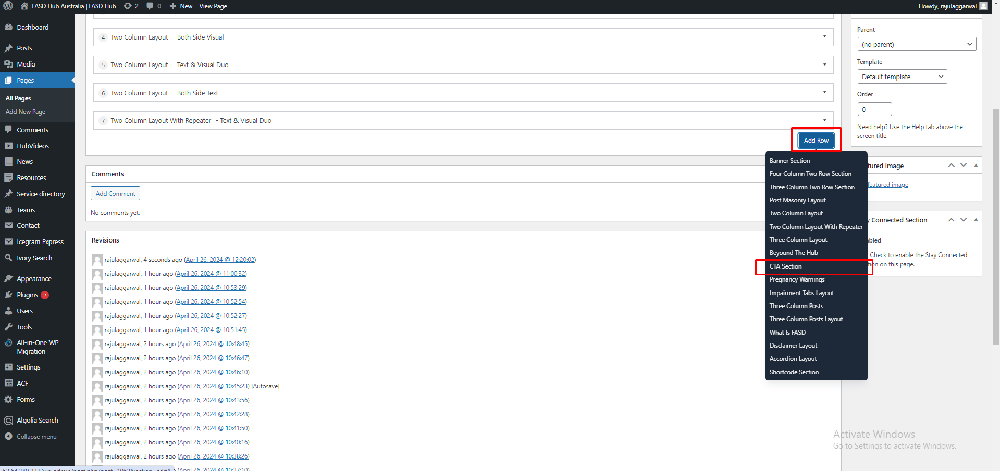 FASD Hub Australia | FASD Hub 2 0 New View Page Howdy, rajulaggarwal
Dashboard
Posts
Media
Pages
All Pages
Add New Page
Comments
HubVideos
News
Resources
Service directory
Teams
Contact
Icegram Express
Ivory Search
Appearance
Plugins 2
Users
Tools
All-in-One WP
Migration
Settings
ACF
Forms
Algolia Search
Collapse menu
4 Two Column Layout - Both Side Visual
5 Two Column Layout - Text & Visual Duo
6 Two Column Layout - Both Side Text
7 Two Column Layout With Repeater - Text & Visual Duo
Add Row
Banner Section
Four Column Two Row Section
Three Column Two Row Section
Post Masonry Layout
Two Column Layout
Two Column Layout With Repeater
Three Column Layout
Beyound The Hub
CTA Section
Pregnancy Warnings
Impairment Tabs Layout
Three Column Posts
Three Column Posts Layout
What Is FASD
Disclaimer Layout
Accordion Layout
Shortcode Section
Comments
Add Comment
No comments yet.
Revisions
rajulaggarwal, 4 seconds ago (April 26, 2024 @ 12:20:02)
rajulaggarwal, 1 hour ago (April 26, 2024 @ 11:00:32)
rajulaggarwal, 1 hour ago (April 26, 2024 @ 10:53:29)
rajulaggarwal, 1 hour ago (April 26, 2024 @ 10:52:54)
rajulaggarwal, 1 hour ago (April 26, 2024 @ 10:52:27)
rajulaggarwal, 1 hour ago (April 26, 2024 @ 10:51:45)
rajulaggarwal, 2 hours ago (April 26, 2024 @ 10:48:45)
rajulaggarwal, 2 hours ago (April 26, 2024 @ 10:46:47)
rajulaggarwal, 2 hours ago (April 26, 2024 @ 10:46:10)
rajulaggarwal, 2 hours ago (April 26, 2024 @ 10:45:23) [Autosave]
rajulaggarwal, 2 hours ago (April 26, 2024 @ 10:43:56)
rajulaggarwal, 2 hours ago (April 26, 2024 @ 10:42:28)
rajulaggarwal, 2 hours ago (April 26, 2024 @ 10:41:50)
rajulaggarwal, 2 hours ago (April 26, 2024 @ 10:40:16)
rajulaggarwal, 2 hours ago (April 26, 2024 @ 10:38:26)
(April 26, 2024 @ 10:37:10)
Parent
(no parent)
Template
Default template
Order
0
Need help? Use the Help tab above the
screen title.
tured image
featured image
y Connected Section
abled
Check to enable the Stay Connected
tion on this page.
Activate Windows
Go to Settings to activate Windows.